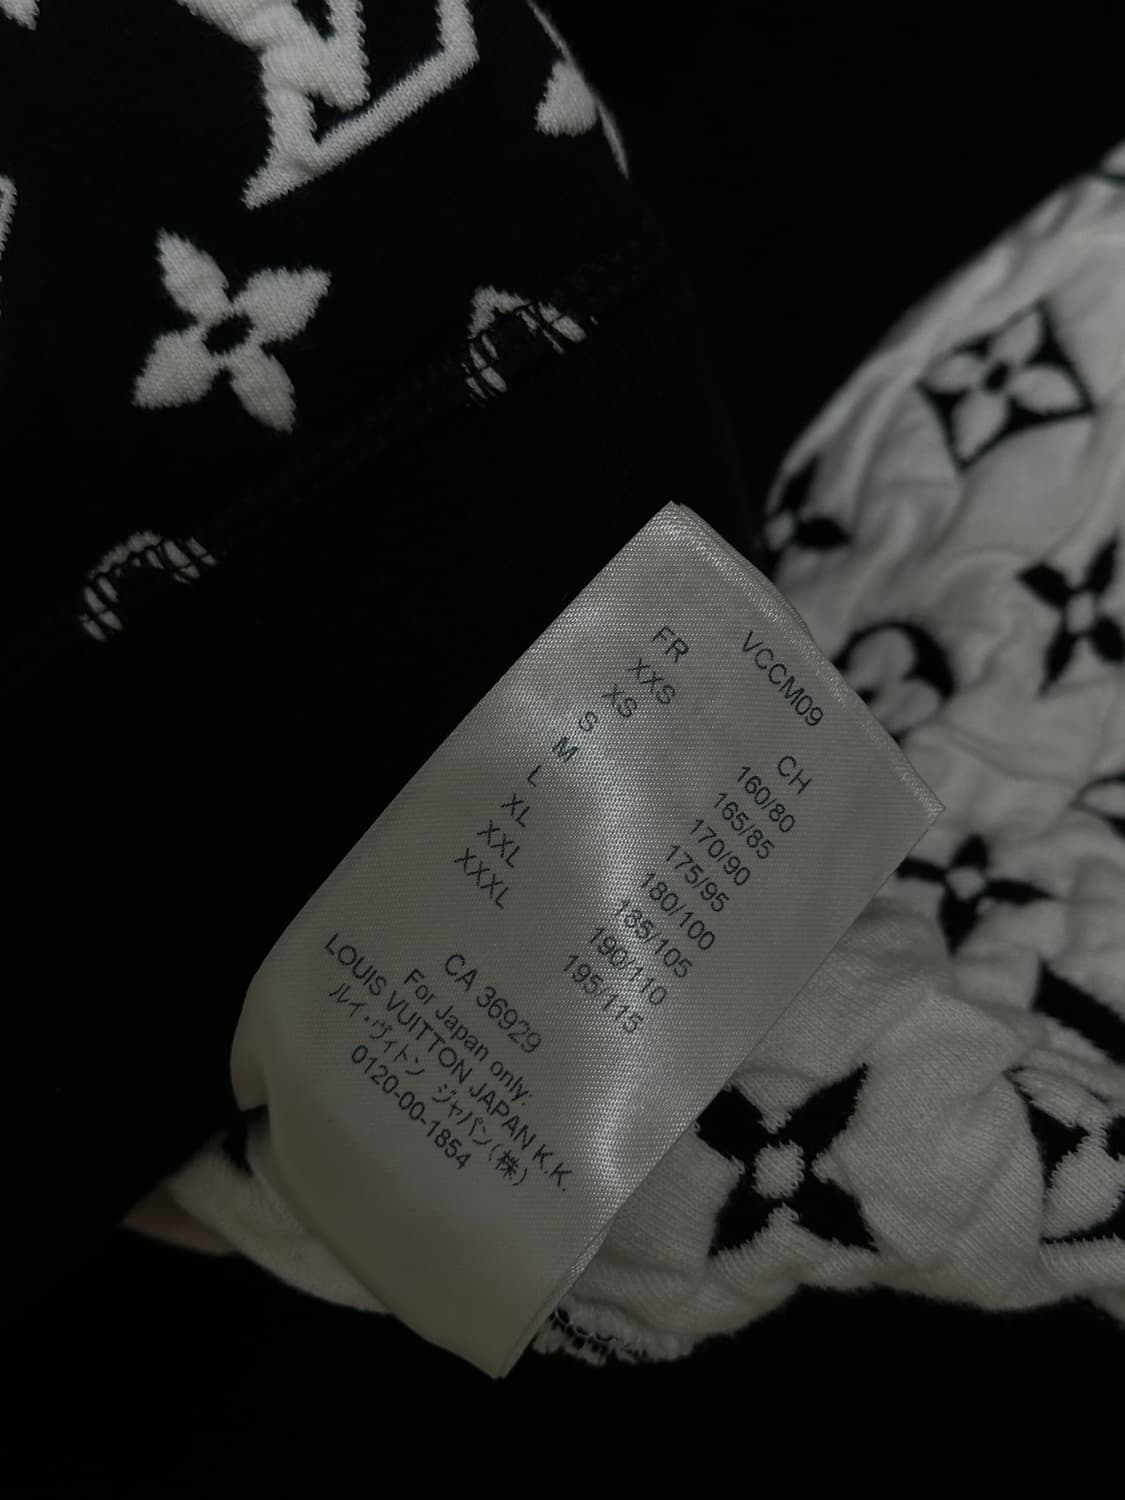 VCCM09
FR CH
XXS 160/80
XS 165/85
S 170/90
M 175/95
L 180/100
XL 185/105
XXL 190/110
XXXL 195/115
CA 36929
For Japan only:
LOUIS VUITTON JAPAN K.K.
ルイ・ヴィトン ジャパン(株)
0120-00-1854